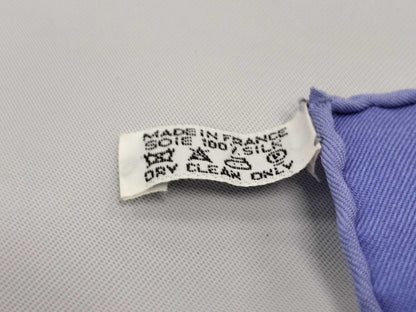 MADE IN FRANCE
SOIE 100% SILK
DRY CLEAN ONLY